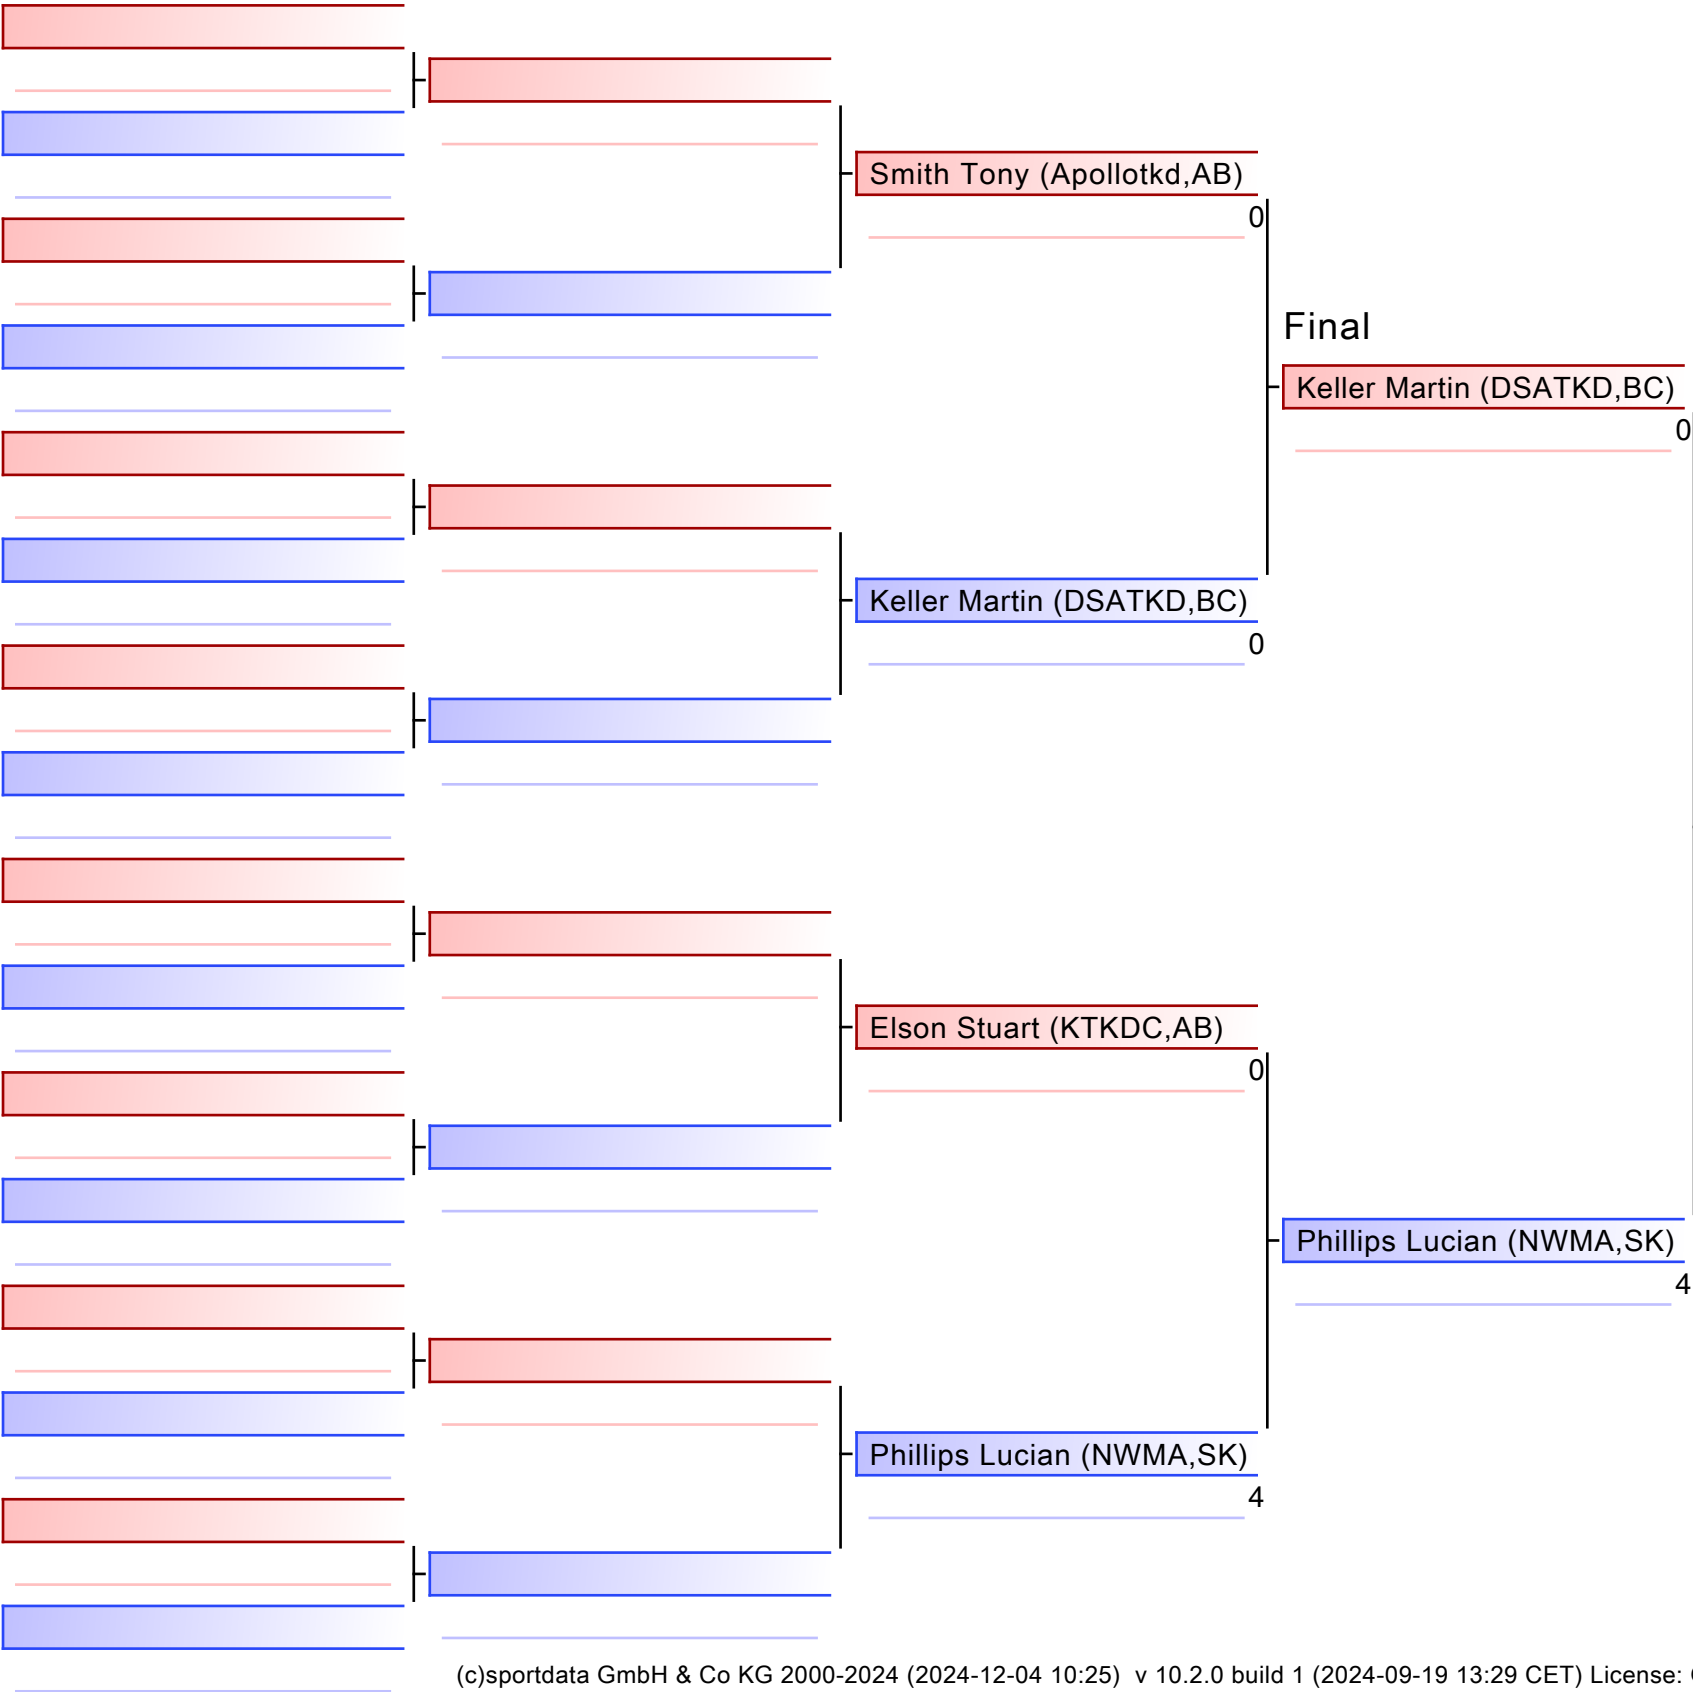 Smith Tony (Apollotkd,AB)
0
Final
Keller Martin (DSATKD,BC)
0
Keller Martin (DSATKD,BC)
0
Elson Stuart (KTKDC,AB)
0
Phillips Lucian (NWMA,SK)
4
Phillips Lucian (NWMA,SK)
4
(c)sportdata GmbH & Co KG 2000-2024 (2024-12-04 10:25) v 10.2.0 build 1 (2024-09-19 13:29 CET) License: